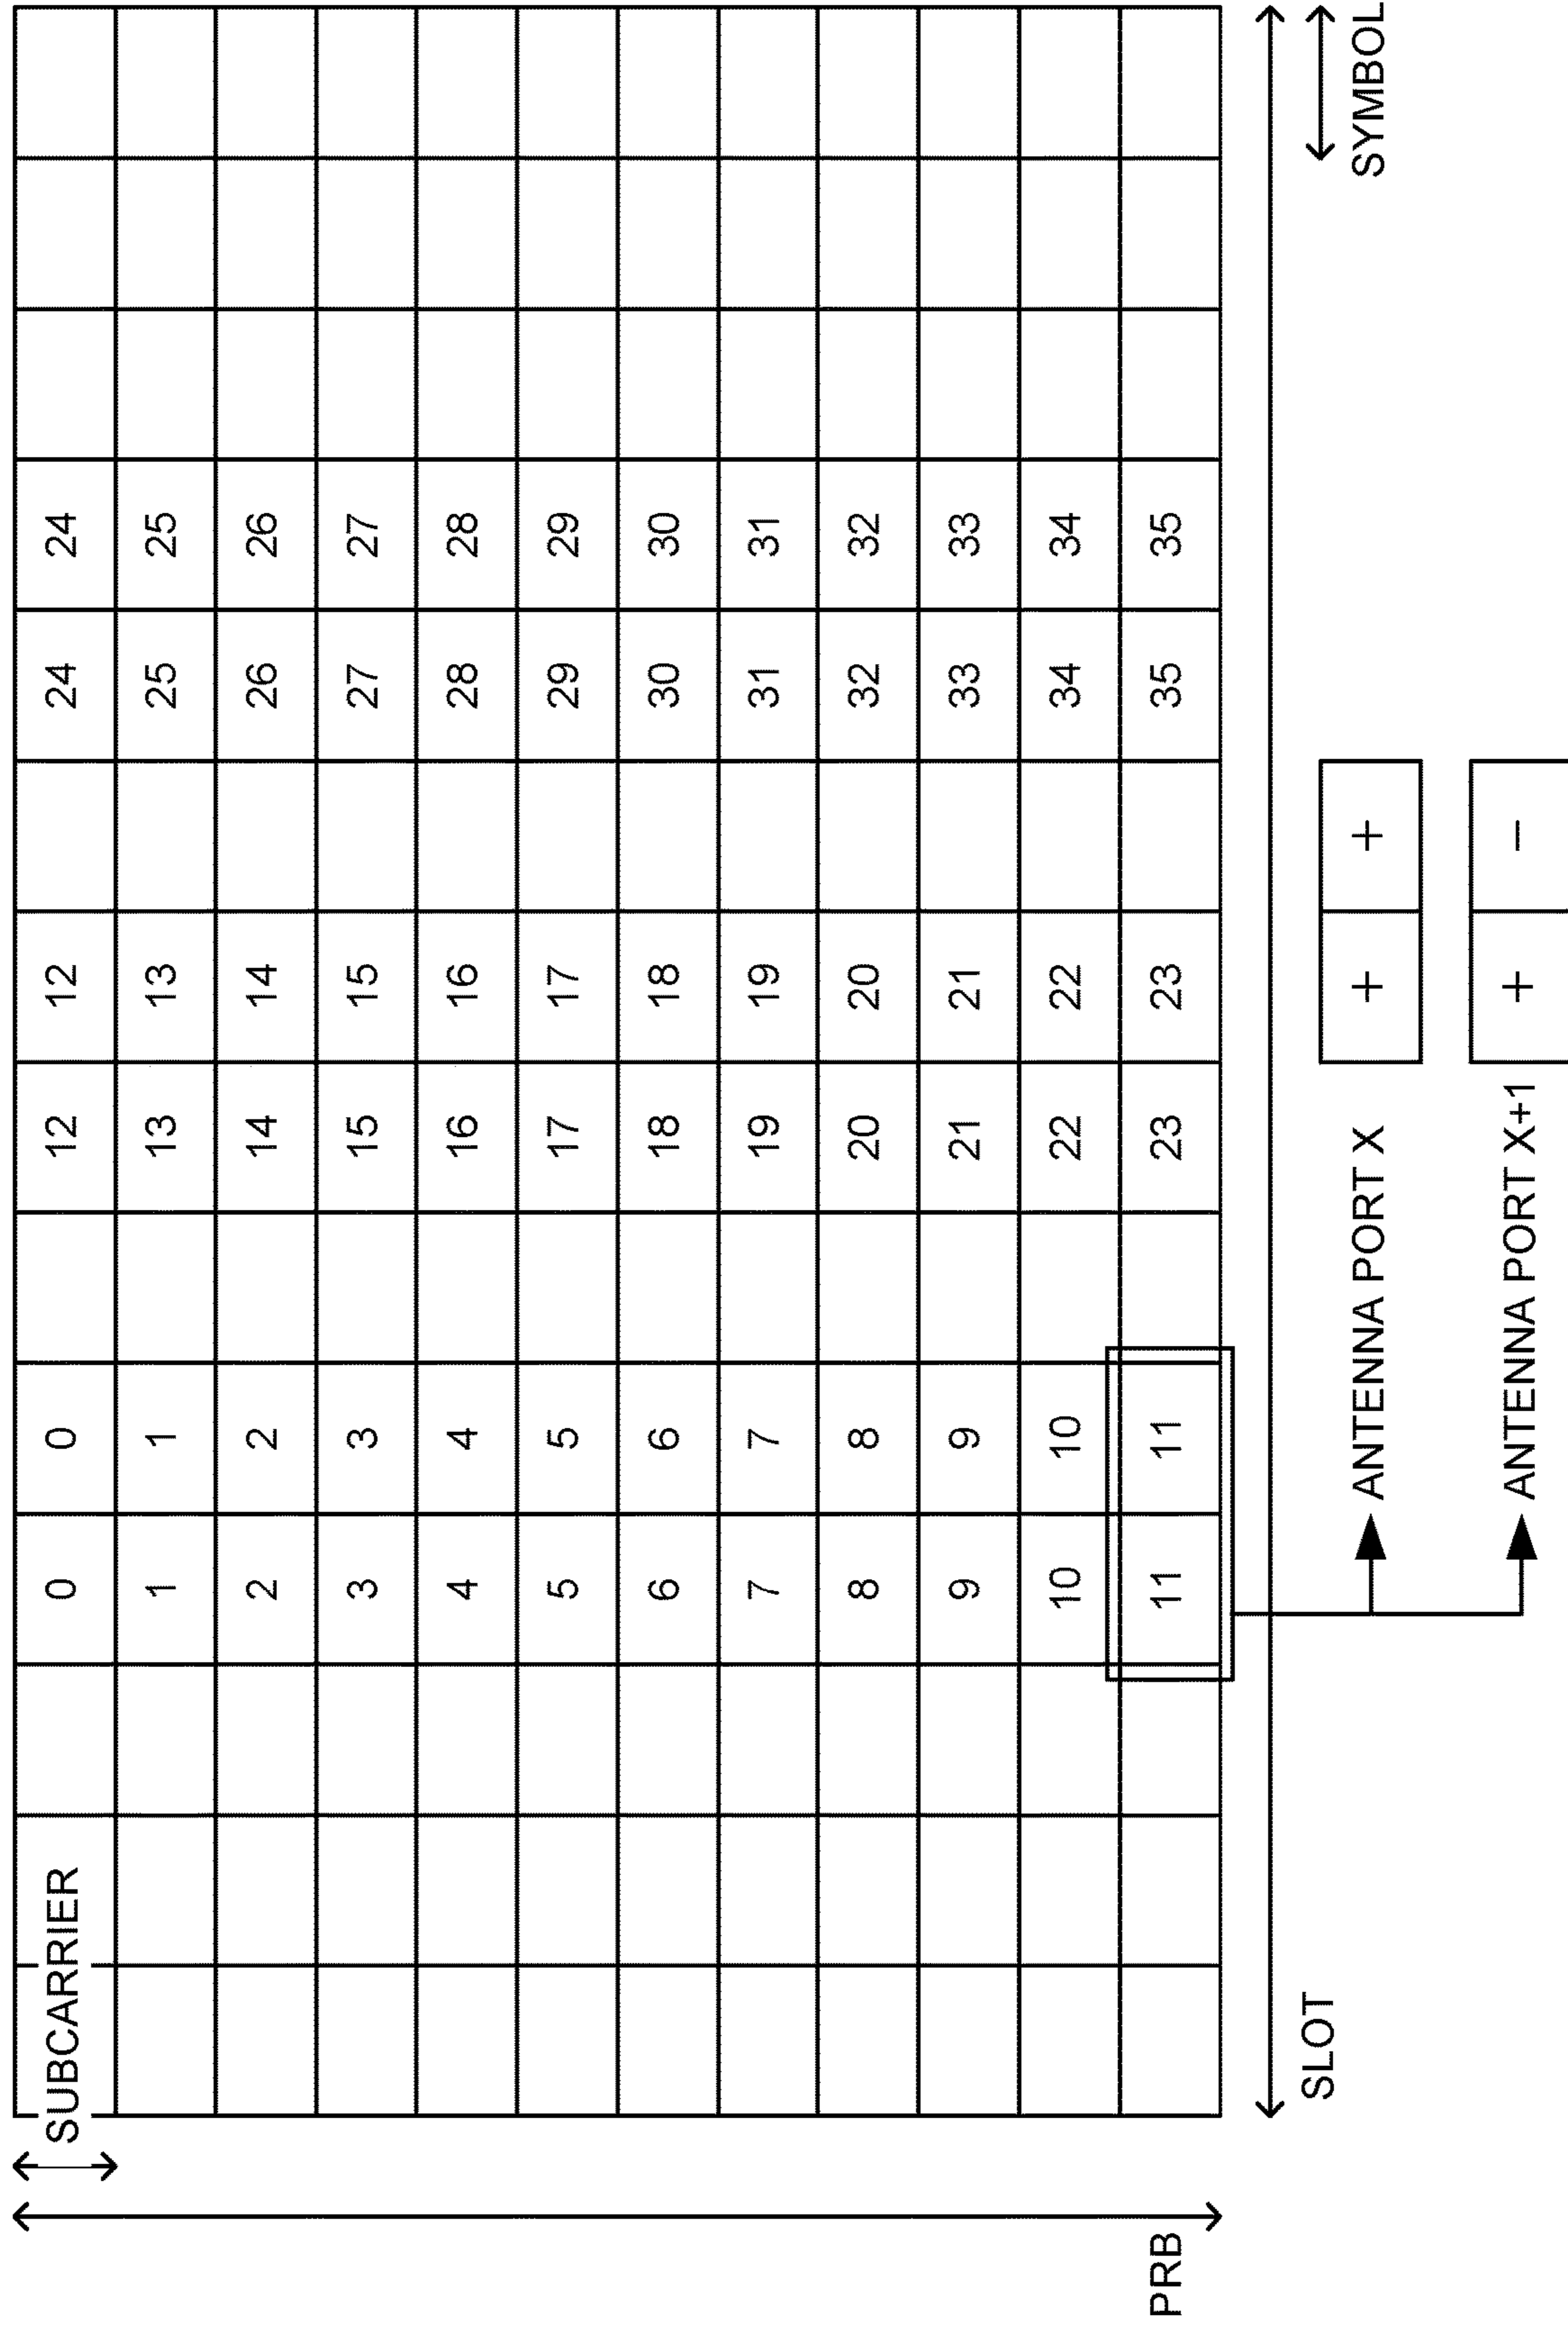 SUBCARRIER 0 0 12 12 24 24
1 1 13 13 25 25
2 2 14 14 26 26
3 3 15 15 27 27
4 4 16 16 28 28
5 5 17 17 29 29
6 6 18 18 30 30
7 7 19 19 31 31
8 8 20 20 32 32
9 9 21 21 33 33
10 10 22 22 34 34
PRB 11 11 23 23 35 35
SLOT
ANTENNA PORT X + + SYMBOL
ANTENNA PORT X+1 + −